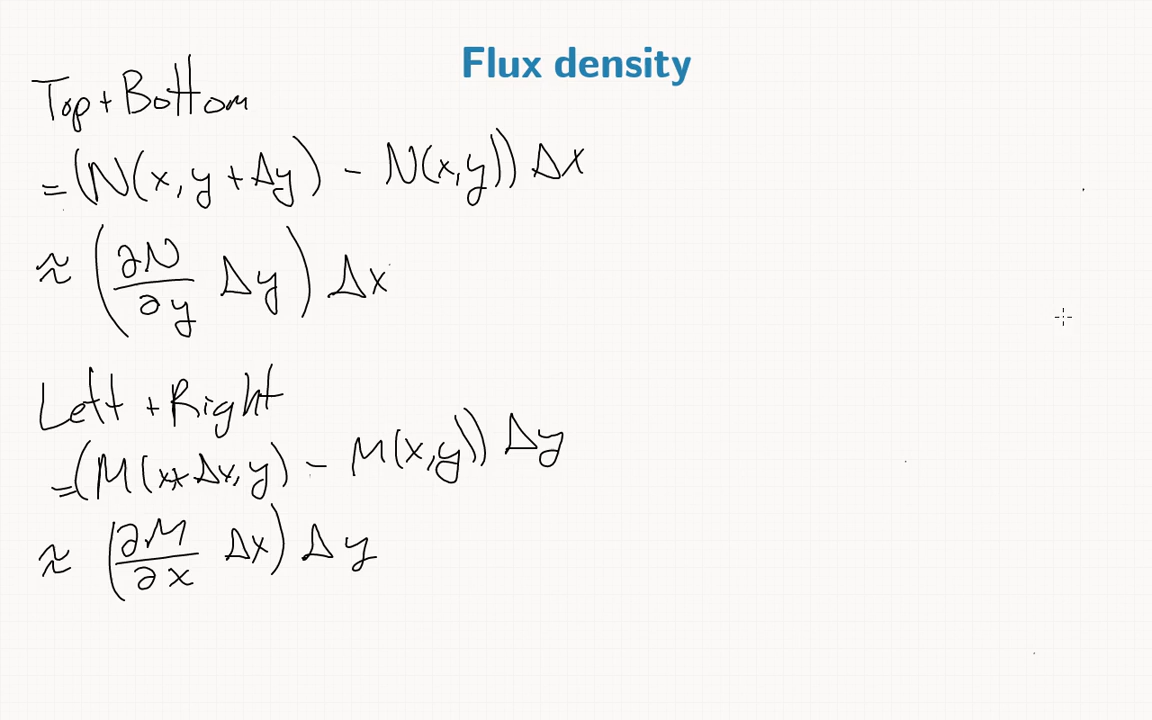 Flux density
Top + Bottom
= (N(x, y + Δy) - N(x,y)) Δx
≈ (∂N/∂y Δy) Δx
Left + Right
= (M(x+Δx, y) - M(x,y)) Δy
≈ (∂M/∂x Δx) Δy